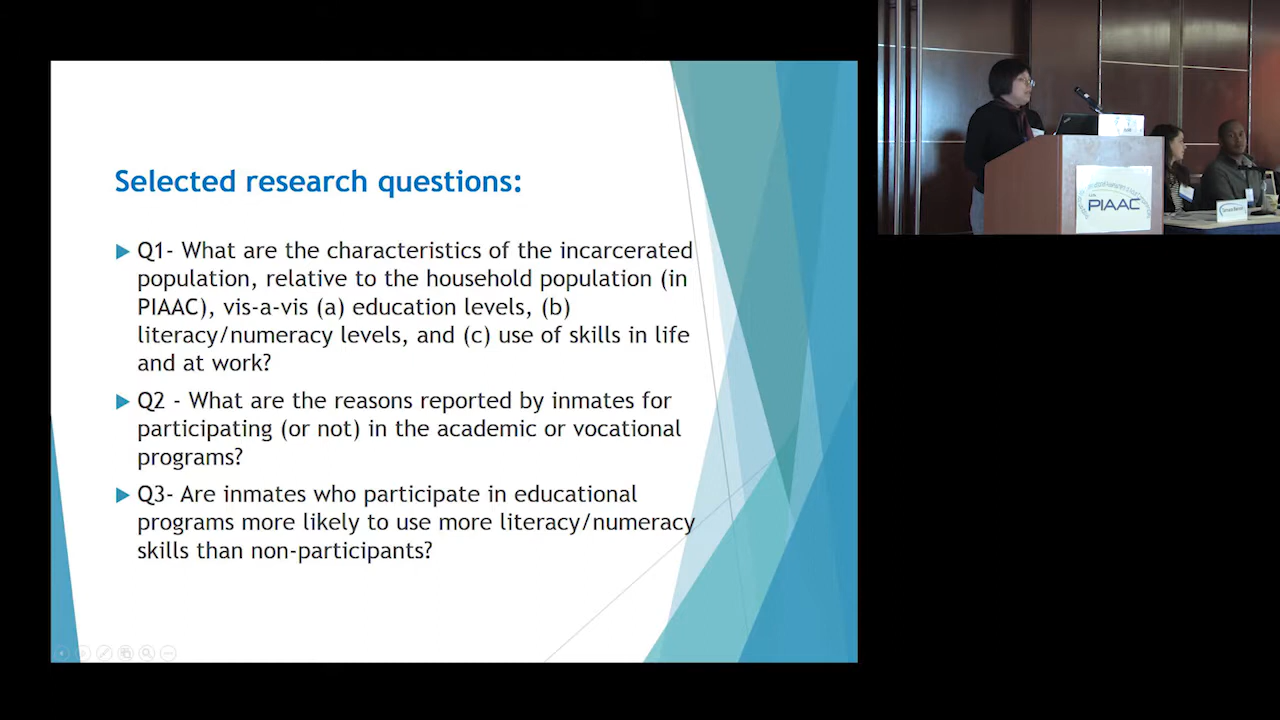 Selected research questions:
Q1- What are the characteristics of the incarcerated
population, relative to the household population (in
PIAAC), vis-a-vis (a) education levels, (b)
literacy/numeracy levels, and (c) use of skills in life
and at work?
Q2 - What are the reasons reported by inmates for
participating (or not) in the academic or vocational
programs?
Q3- Are inmates who participate in educational
programs more likely to use more literacy/numeracy
skills than non-participants?
PIAAC